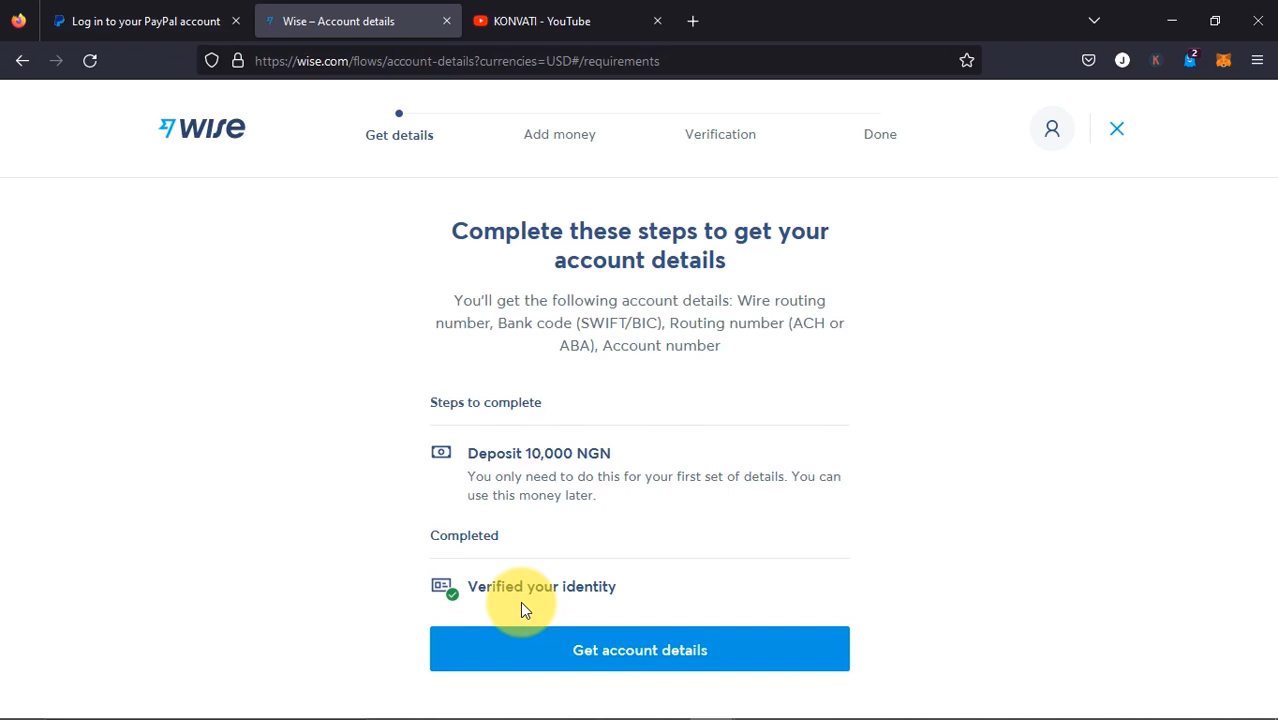 Log in to your PayPal account
Wise – Account details
KONVATI - YouTube
https://wise.com/flows/account-details?currencies=USD#/requirements
J
K
2
WISE
Get details
Add money
Verification
Done
Complete these steps to get your
account details
You'll get the following account details: Wire routing
number, Bank code (SWIFT/BIC), Routing number (ACH or
ABA), Account number
Steps to complete
Deposit 10,000 NGN
You only need to do this for your first set of details. You can
use this money later.
Completed
Verified your identity
Get account details